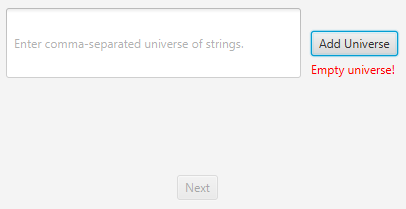 Enter comma-separated universe of strings.
Add Universe
Empty universe!
Next